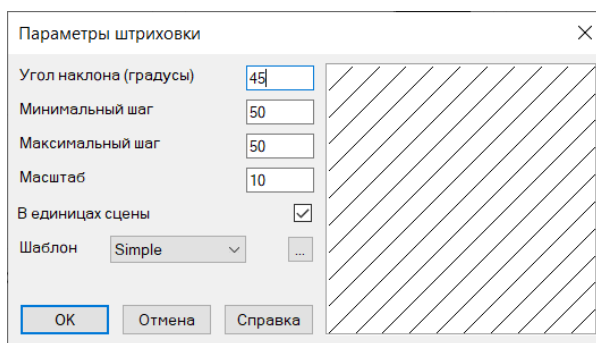 Параметры штриховки
Угол наклона (градусы) 45
Минимальный шаг 50
Максимальный шаг 50
Масштаб 10
В единицах сцены
Шаблон Simple ...
OK Отмена Справка